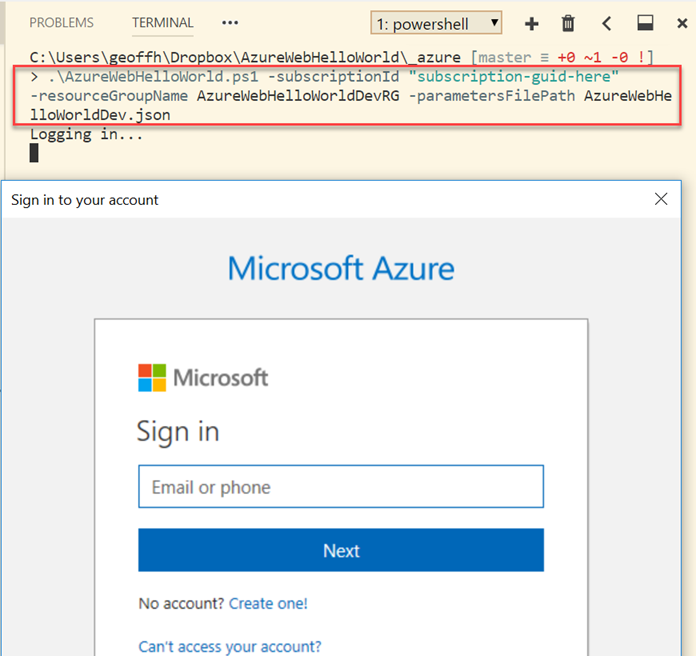 PROBLEMS TERMINAL ••• 1: powershell
C:\Users\geoffh\Dropbox\AzureWebHelloWorld\_azure [master ≡ +0 ~1 -0 !]
> .\AzureWebHelloWorld.ps1 -subscriptionId "subscription-guid-here"
-resourceGroupName AzureWebHelloWorldDevRG -parametersFilePath AzureWebHe
lloWorldDev.json
Logging in...
Sign in to your account
Microsoft Azure
Microsoft
Sign in
Email or phone
Next
No account? Create one!
Can't access your account?